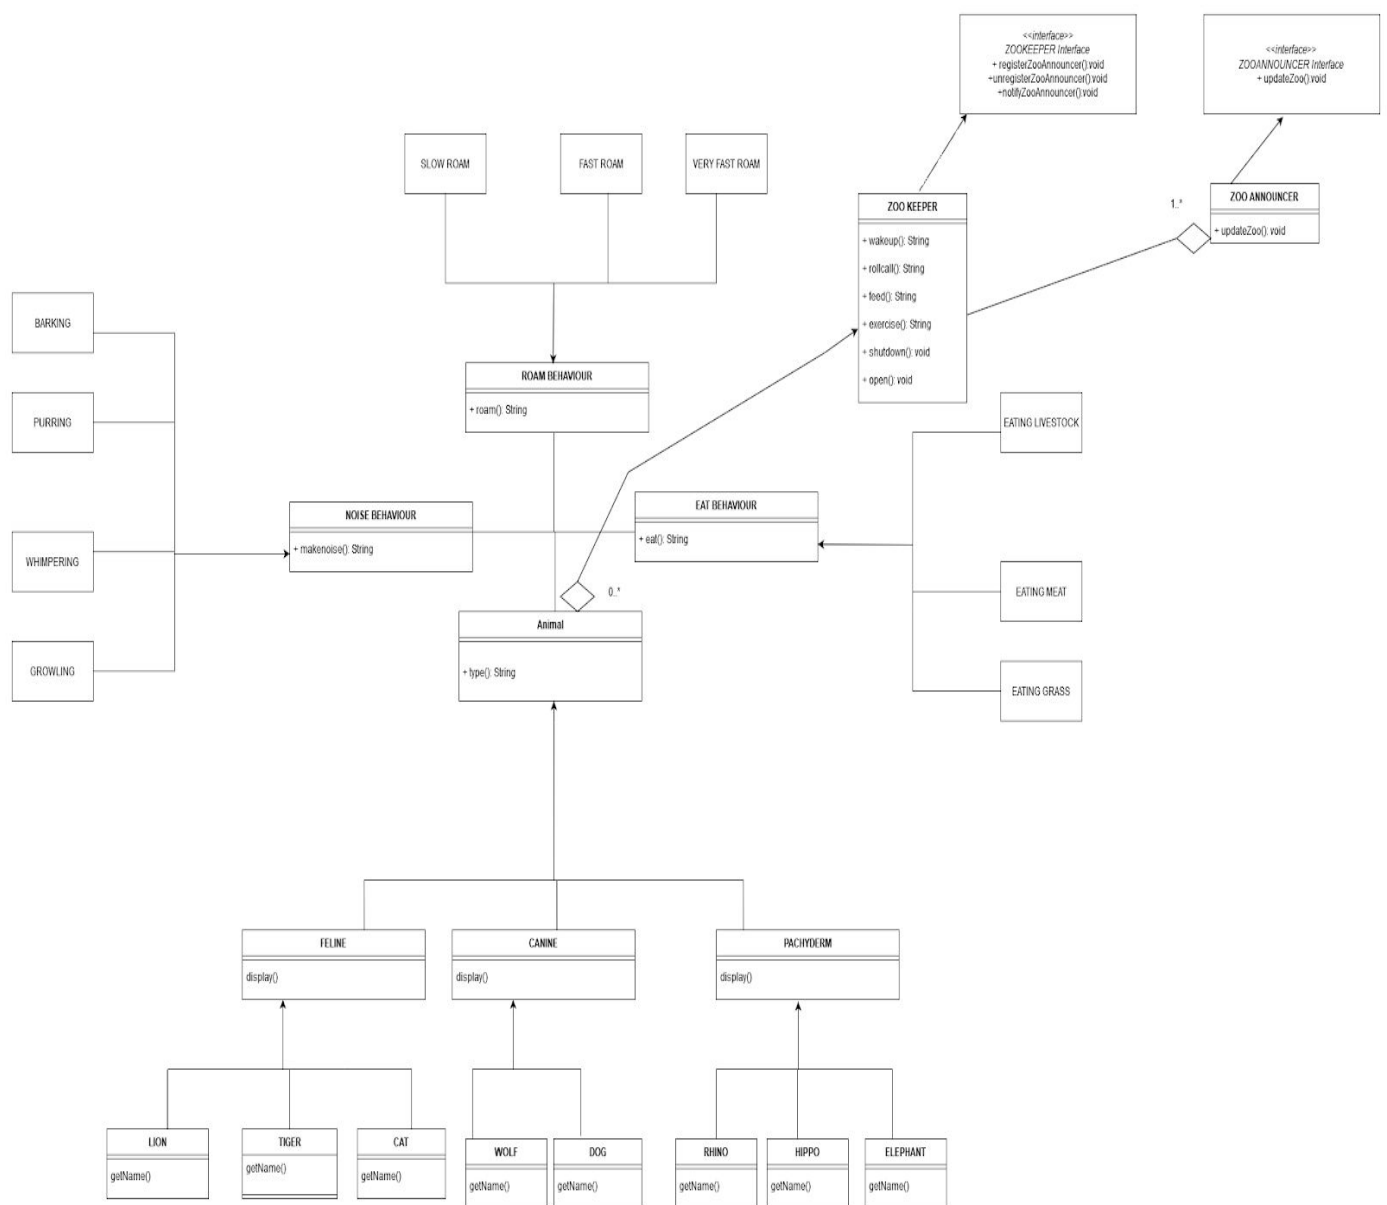 <<interface>>
ZOOKEEPER Interface
+ registerZooAnnouncer():void
+unregisterZooAnnouncer():void
+notifyZooAnnouncer():void
<<interface>>
ZOOANNOUNCER Interface
+ updateZoo():void
SLOW ROAM
FAST ROAM
VERY FAST ROAM
ZOO KEEPER
+ wakeup(): String
+ rollcall(): String
+ feed(): String
+ exercise(): String
+ shutdown(): void
+ open(): void
1..*
ZOO ANNOUNCER
+ updateZoo(): void
BARKING
PURRING
WHIMPERING
GROWLING
ROAM BEHAVIOUR
+ roam(): String
NOISE BEHAVIOUR
+ makenoise(): String
EAT BEHAVIOUR
+ eat(): String
EATING LIVESTOCK
EATING MEAT
EATING GRASS
0..*
Animal
+ type(): String
FELINE
display()
CANINE
display()
PACHYDERM
display()
LION
getName()
TIGER
getName()
CAT
getName()
WOLF
getName()
DOG
getName()
RHINO
getName()
HIPPO
getName()
ELEPHANT
getName()